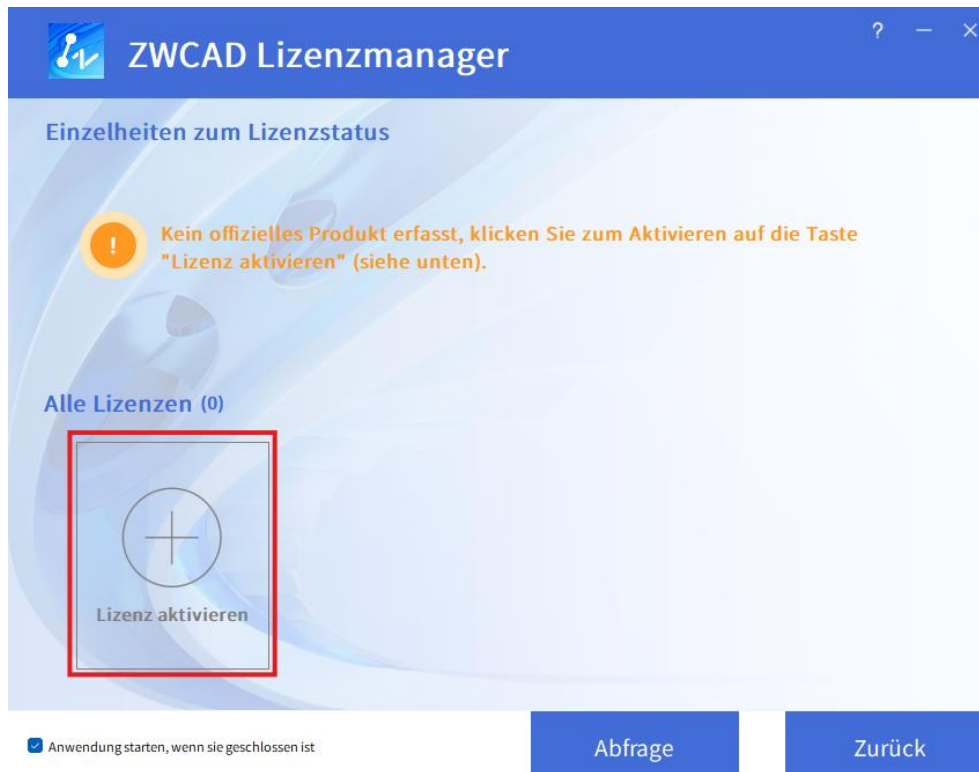 ZWCAD Lizenzmanager
Einzelheiten zum Lizenzstatus
Kein offizielles Produkt erfasst, klicken Sie zum Aktivieren auf die Taste
"Lizenz aktivieren" (siehe unten).
Alle Lizenzen (0)
Lizenz aktivieren
Anwendung starten, wenn sie geschlossen ist
Abfrage
Zurück